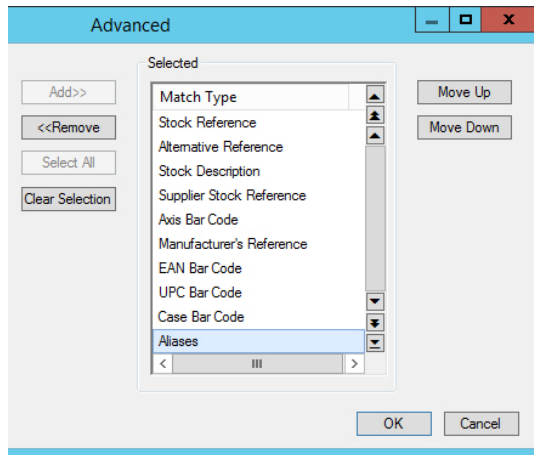 Advanced
Selected
Add>>
<<Remove
Select All
Clear Selection
Match Type
Stock Reference
Alternative Reference
Stock Description
Supplier Stock Reference
Axis Bar Code
Manufacturer's Reference
EAN Bar Code
UPC Bar Code
Case Bar Code
Aliases
Move Up
Move Down
OK
Cancel